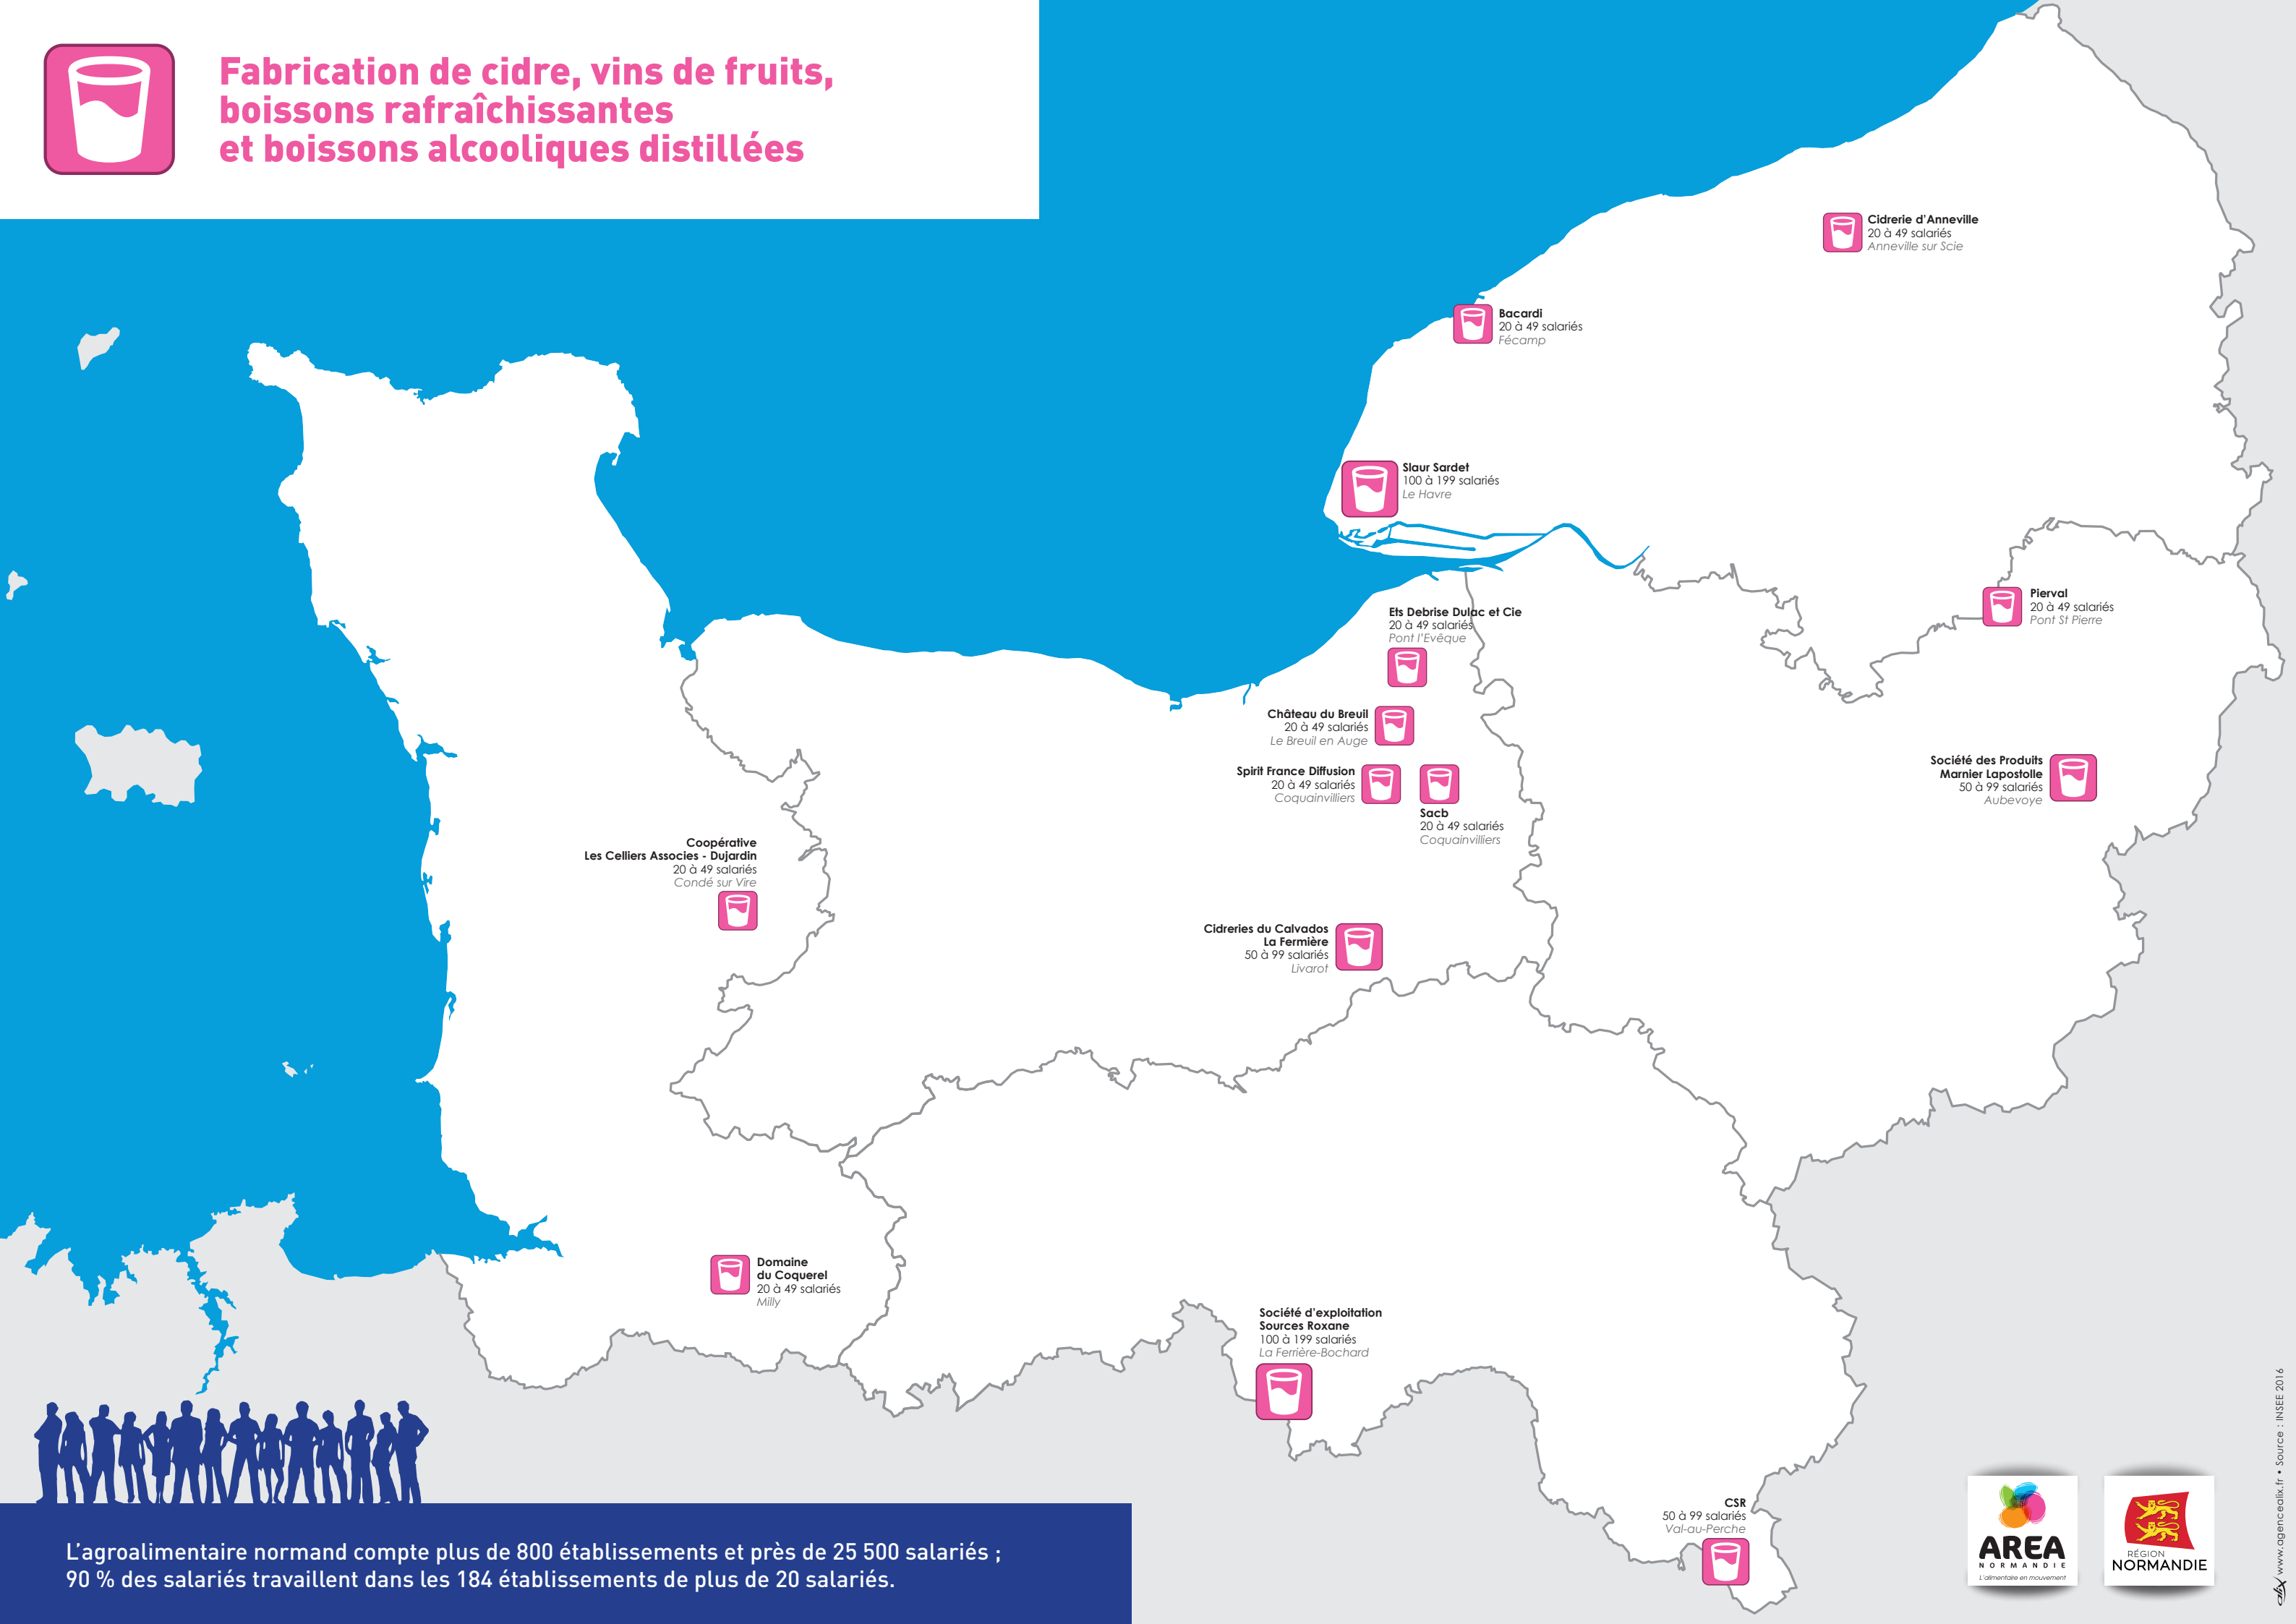 Fabrication de cidre, vins de fruits,
boissons rafraîchissantes
et boissons alcooliques distillées
Cidrerie d'Anneville
20 à 49 salariés
Anneville sur Scie
Bacardi
20 à 49 salariés
Fécamp
Slaur Sardet
100 à 199 salariés
Le Havre
Pierval
20 à 49 salariés
Pont St Pierre
Ets Debrise Dulac et Cie
20 à 49 salariés
Pont l'Evêque
Château du Breuil
20 à 49 salariés
Le Breuil en Auge
Spirit France Diffusion
20 à 49 salariés
Coquainvilliers
Sacb
20 à 49 salariés
Coquainvilliers
Société des Produits
Marnier Lapostolle
50 à 99 salariés
Aubevoye
Coopérative
Les Celliers Associes - Dujardin
20 à 49 salariés
Condé sur Vire
Cidreries du Calvados
La Fermière
50 à 99 salariés
Livarot
Domaine
du Coquerel
20 à 49 salariés
Milly
Société d'exploitation
Sources Roxane
100 à 199 salariés
La Ferrière-Bochard
CSR
50 à 99 salariés
Val-au-Perche
L'agroalimentaire normand compte plus de 800 établissements et près de 25 500 salariés ;
90 % des salariés travaillent dans les 184 établissements de plus de 20 salariés.
AREA
NORMANDIE
L'alimentaire en mouvement
RÉGION
NORMANDIE
alix www.agencealix.fr • Source : INSEE 2016